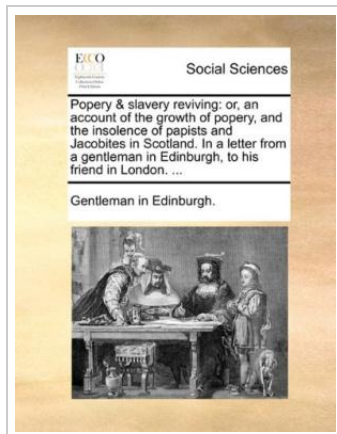 ECCO
Social Sciences
Popery & slavery reviving: or, an
account of the growth of popery, and
the insolence of papists and
Jacobites in Scotland. In a letter from
a gentleman in Edinburgh, to his
friend in London. ...
Gentleman in Edinburgh.